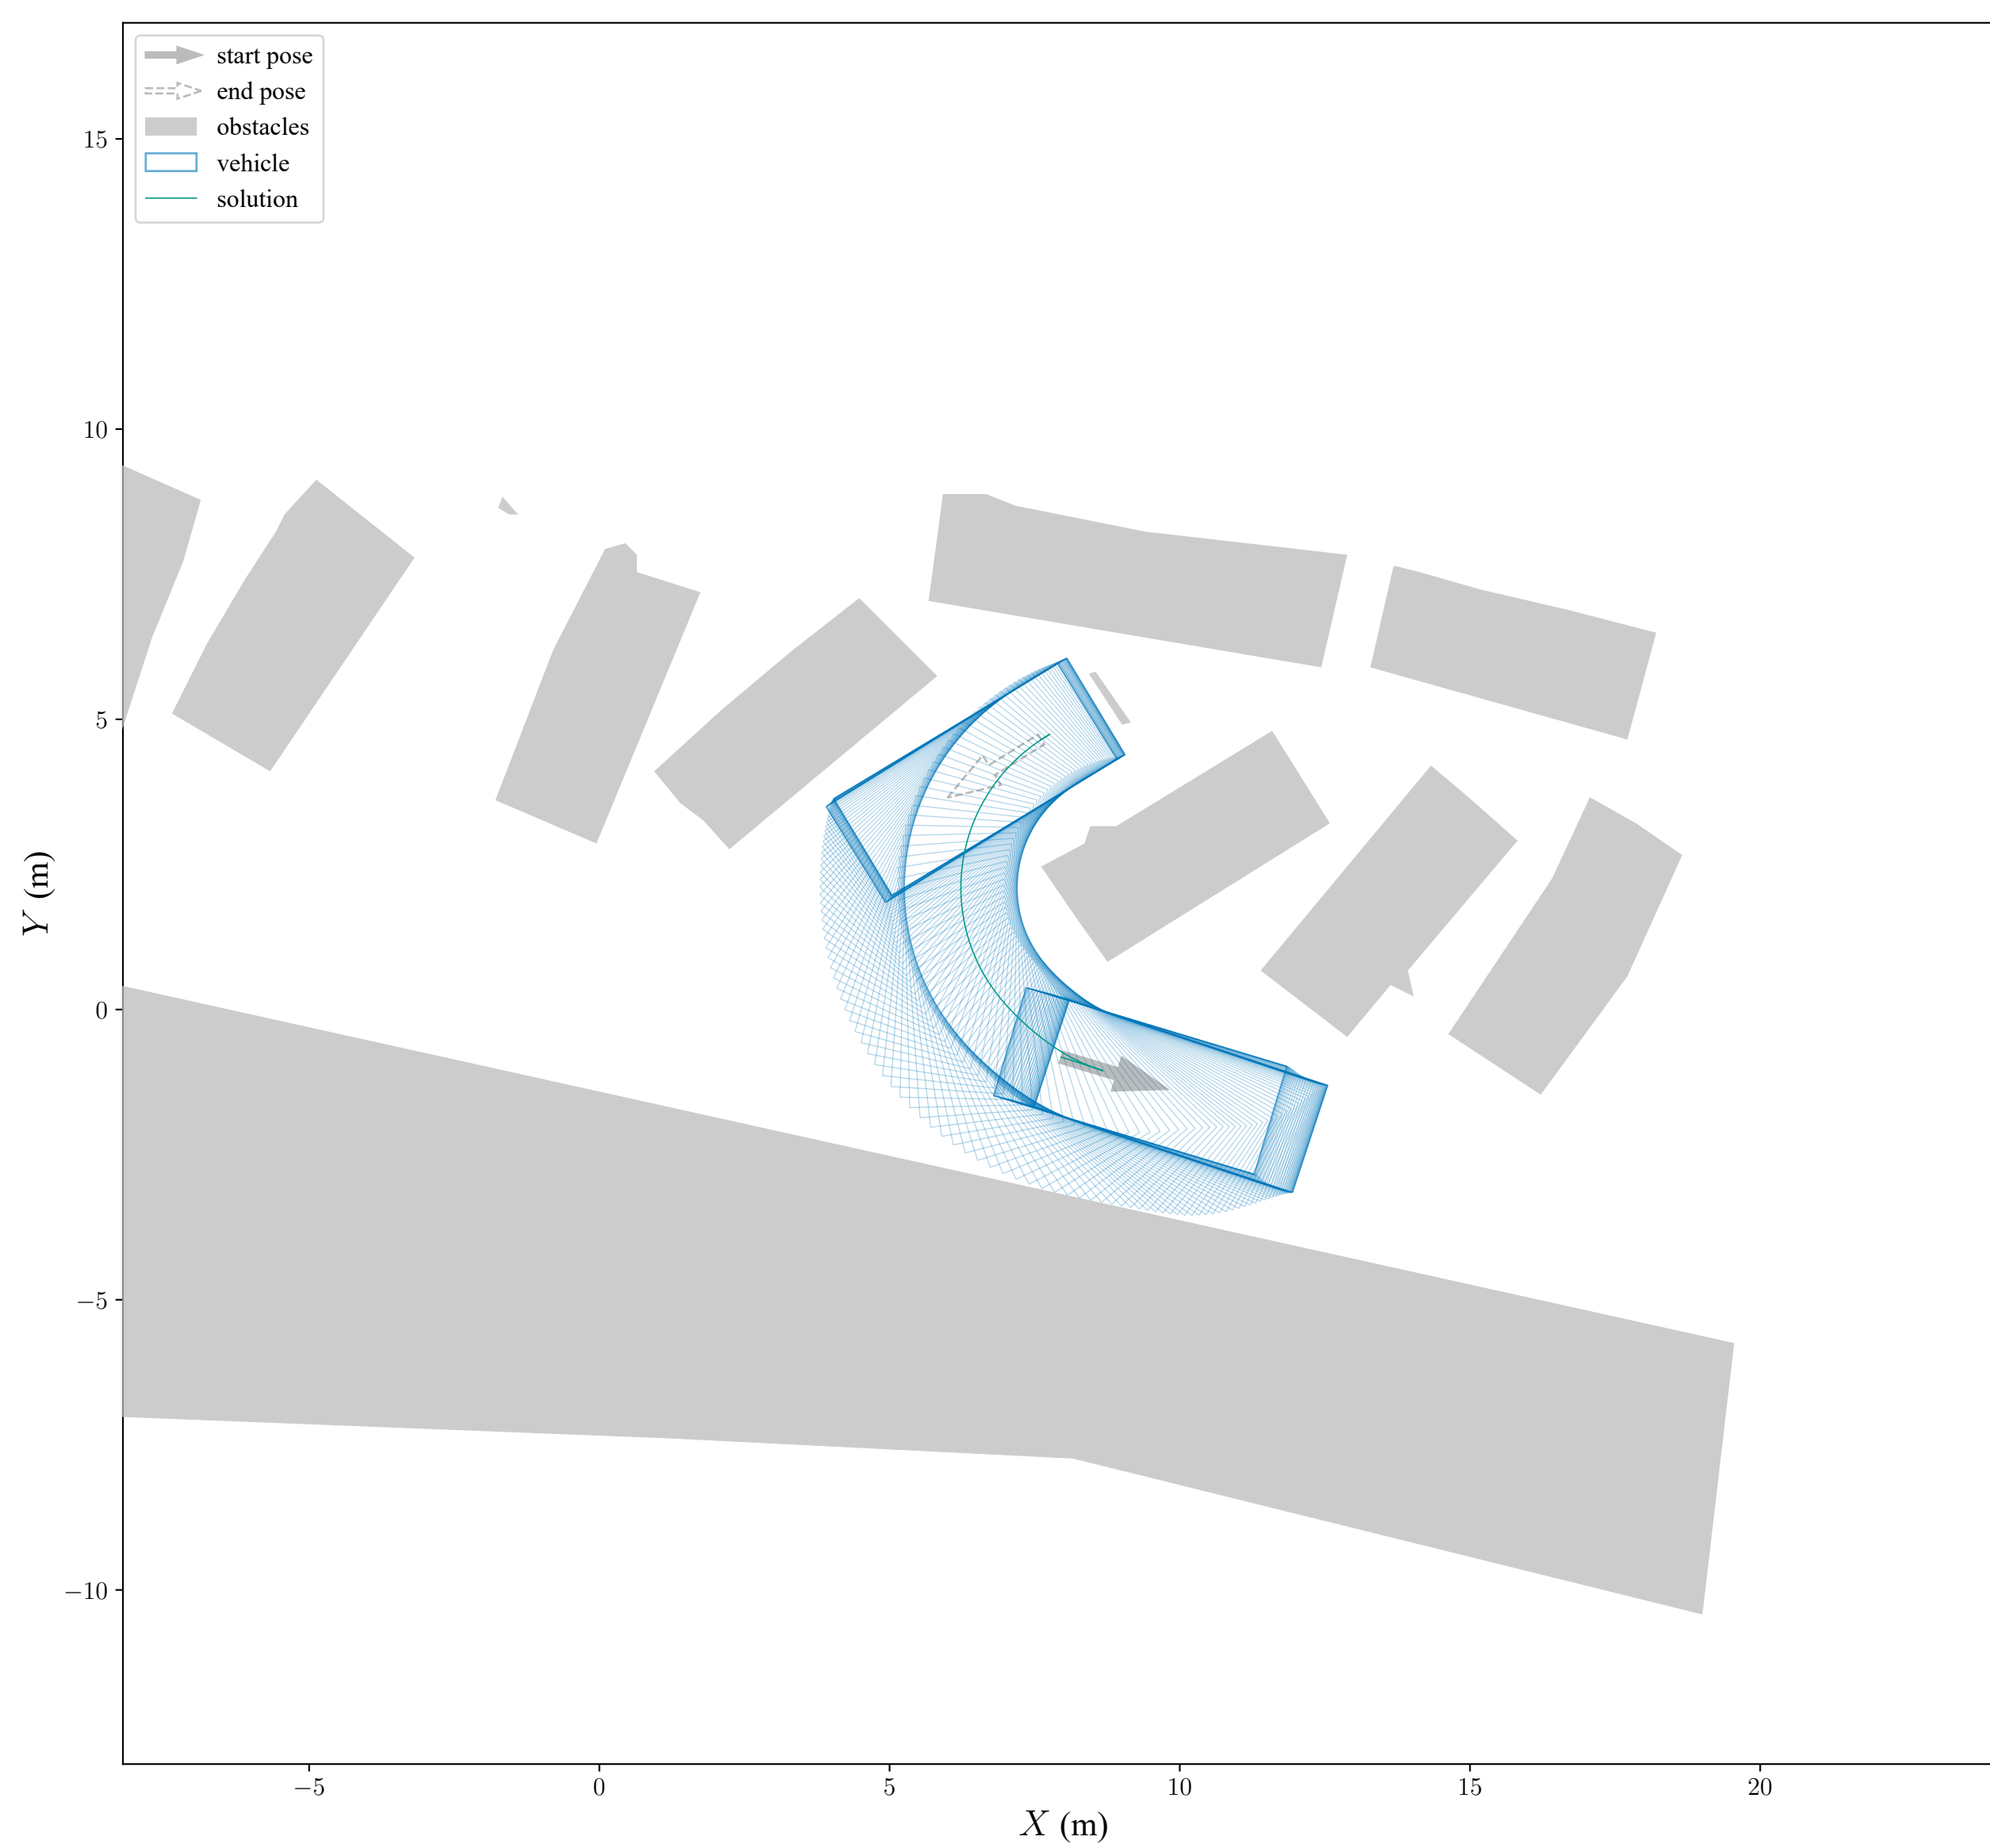 start pose
end pose
obstacles
vehicle
solution
15
10
5
0
−5
−10
Y (m)
−5
0
5
10
15
20
X (m)